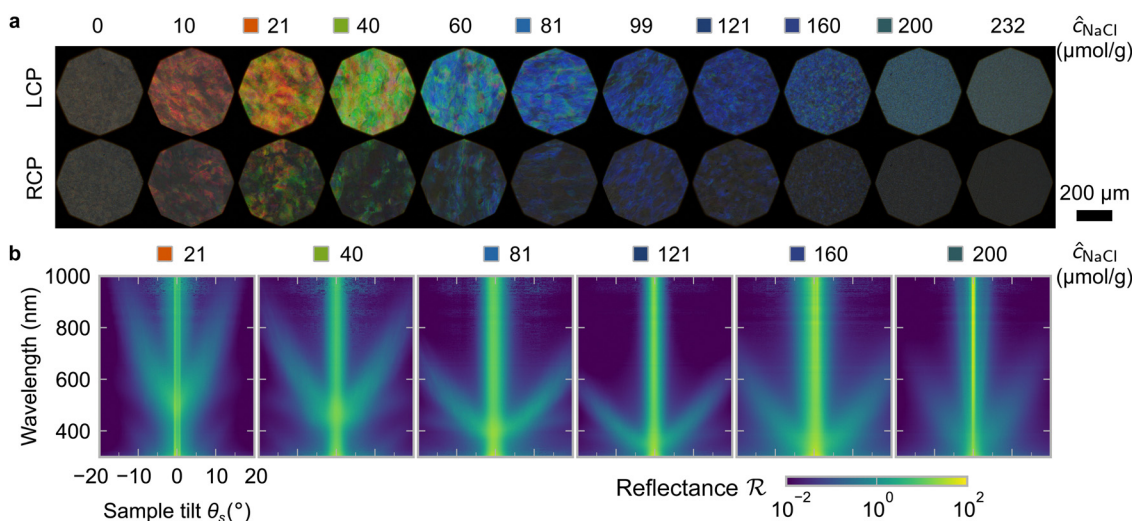 a 0 10 21 40 60 81 99 121 160 200 232 ĉNaCl
(μmol/g)
LCP
RCP
200 μm
b 21 40 81 121 160 200 ĉNaCl
(μmol/g)
Wavelength (nm)
1000
800
600
400
−20 −10 0 10 20
Sample tilt θs(°)
Reflectance R
10−2 100 102